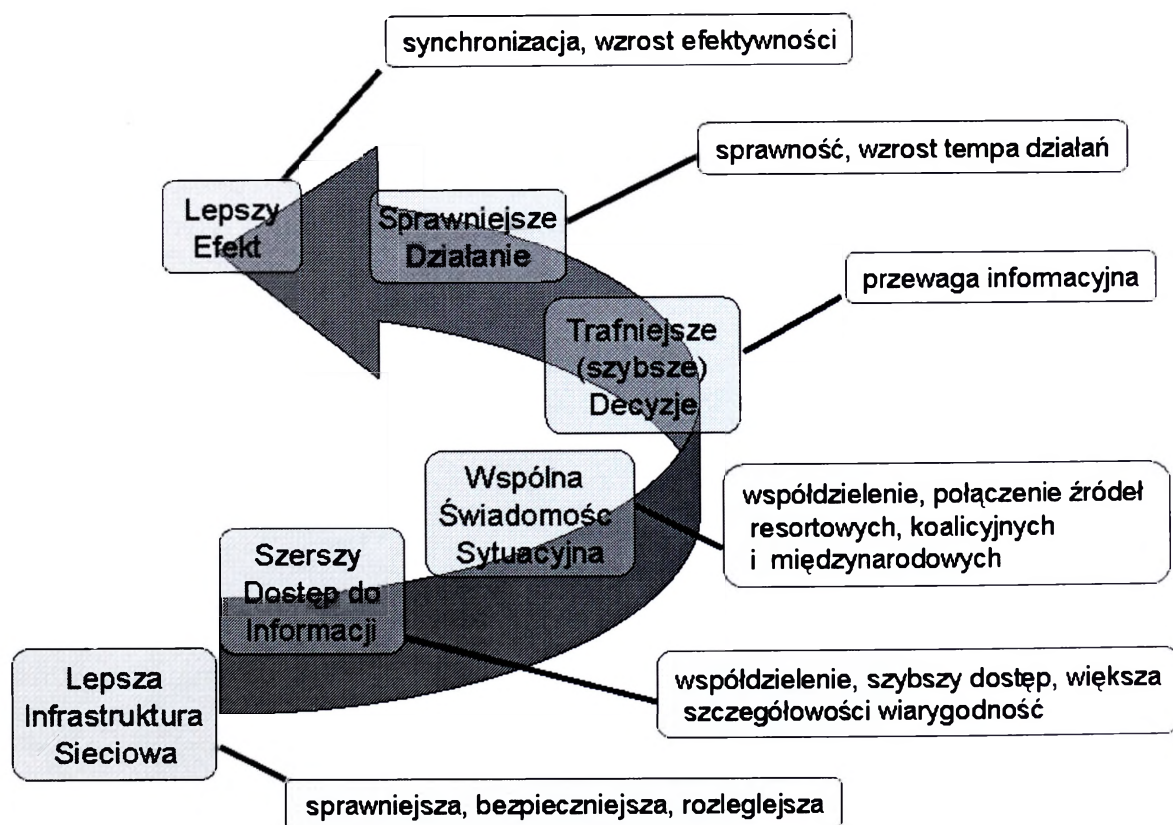 synchronizacja, wzrost efektywności
sprawność, wzrost tempa działań
Lepszy
Efekt
Sprawniejsze
Działanie
przewaga informacyjna
Trafniejsze
(szybsze)
Decyzje
Wspólna
Świadomośc
Sytuacyjna
współdzielenie, połączenie źródeł
resortowych, koalicyjnych
i międzynarodowych
Szerszy
Dostęp do
Informacji
współdzielenie, szybszy dostęp, większa
szczegółowości wiarygodność
Lepsza
Infrastruktura
Sieciowa
sprawniejsza, bezpieczniejsza, rozleglejsza